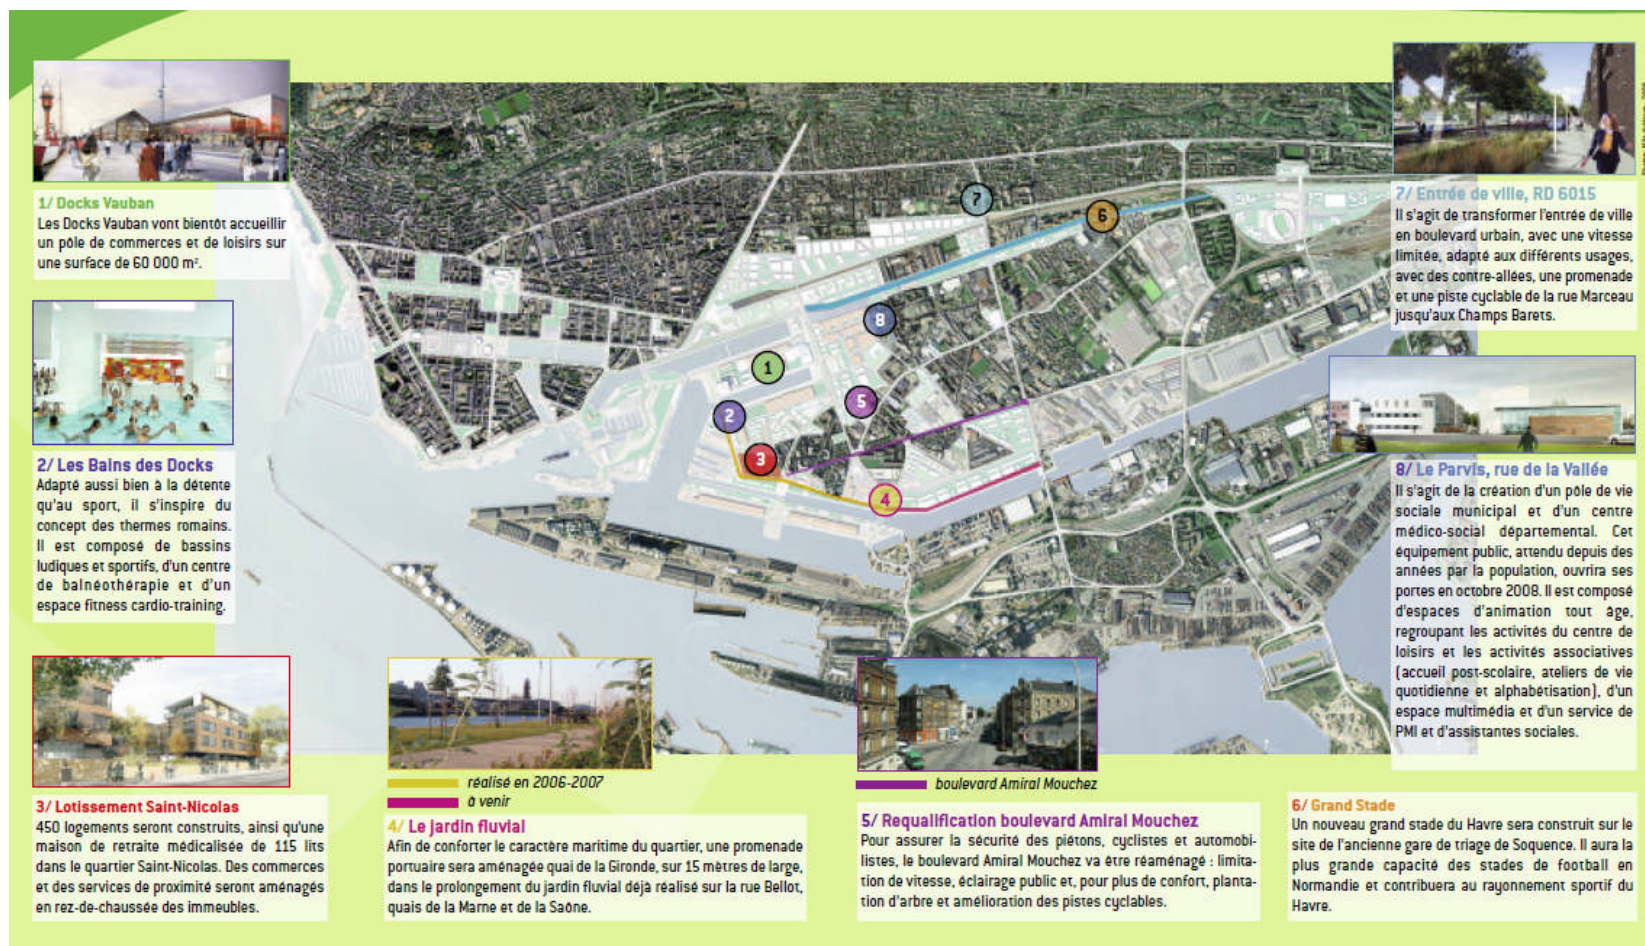 1/ Docks Vauban
Les Docks Vauban vont bientôt accueillir
un pôle de commerces et de loisirs sur
une surface de 60 000 m².
2/ Les Bains des Docks
Adapté aussi bien à la détente
qu'au sport, il s'inspire du
concept des thermes romains.
Il est composé de bassins
ludiques et sportifs, d'un centre
de balnéothérapie et d'un
espace fitness cardio-training.
3/ Lotissement Saint-Nicolas
450 logements seront construits, ainsi qu'une
maison de retraite médicalisée de 115 lits
dans le quartier Saint-Nicolas. Des commerces
et des services de proximité seront aménagés
en rez-de-chaussée des immeubles.
7
6
8
1
5
2
3
4
réalisé en 2006-2007
à venir
4/ Le jardin fluvial
Afin de conforter le caractère maritime du quartier, une promenade
portuaire sera aménagée quai de la Gironde, sur 15 mètres de large,
dans le prolongement du jardin fluvial déjà réalisé sur la rue Bellot,
quais de la Marne et de la Saône.
boulevard Amiral Mouchez
5/ Requalification boulevard Amiral Mouchez
Pour assurer la sécurité des piétons, cyclistes et automobi-
listes, le boulevard Amiral Mouchez va être réaménagé : limita-
tion de vitesse, éclairage public et, pour plus de confort, planta-
tion d'arbre et amélioration des pistes cyclables.
7/ Entrée de ville, RD 6015
Il s'agit de transformer l'entrée de ville
en boulevard urbain, avec une vitesse
limitée, adapté aux différents usages,
avec des contre-allées, une promenade
et une piste cyclable de la rue Marceau
jusqu'aux Champs Barets.
8/ Le Parvis, rue de la Vallée
Il s'agit de la création d'un pôle de vie
sociale municipal et d'un centre
médico-social départemental. Cet
équipement public, attendu depuis des
années par la population, ouvrira ses
portes en octobre 2008. Il est composé
d'espaces d'animation tout âge,
regroupant les activités du centre de
loisirs et les activités associatives
(accueil post-scolaire, ateliers de vie
quotidienne et alphabétisation), d'un
espace multimédia et d'un service de
PMI et d'assistantes sociales.
6/ Grand Stade
Un nouveau grand stade du Havre sera construit sur le
site de l'ancienne gare de triage de Soquence. Il aura la
plus grande capacité des stades de football en
Normandie et contribuera au rayonnement sportif du
Havre.